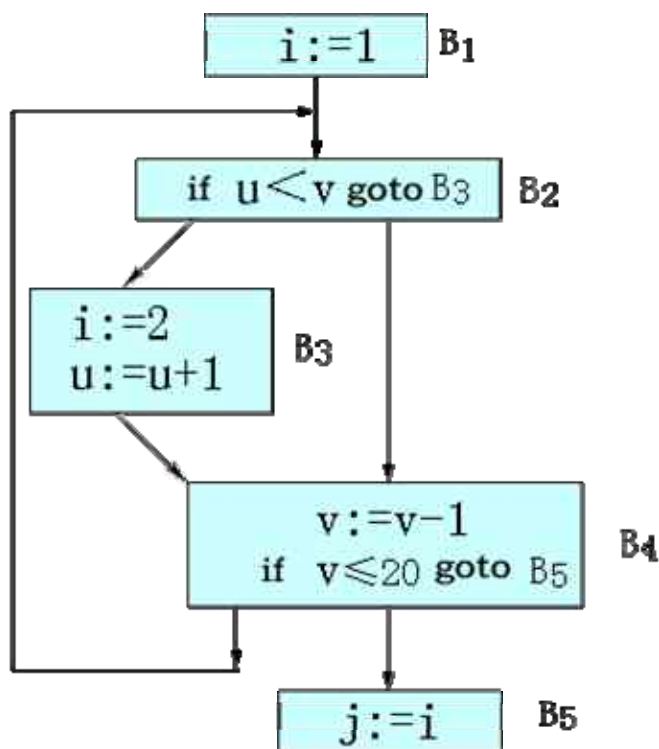 i:=1 B1
if u<v goto B3 B2
i:=2
u:=u+1
B3
v:=v-1
if v≤20 goto B5
B4
j:=i B5